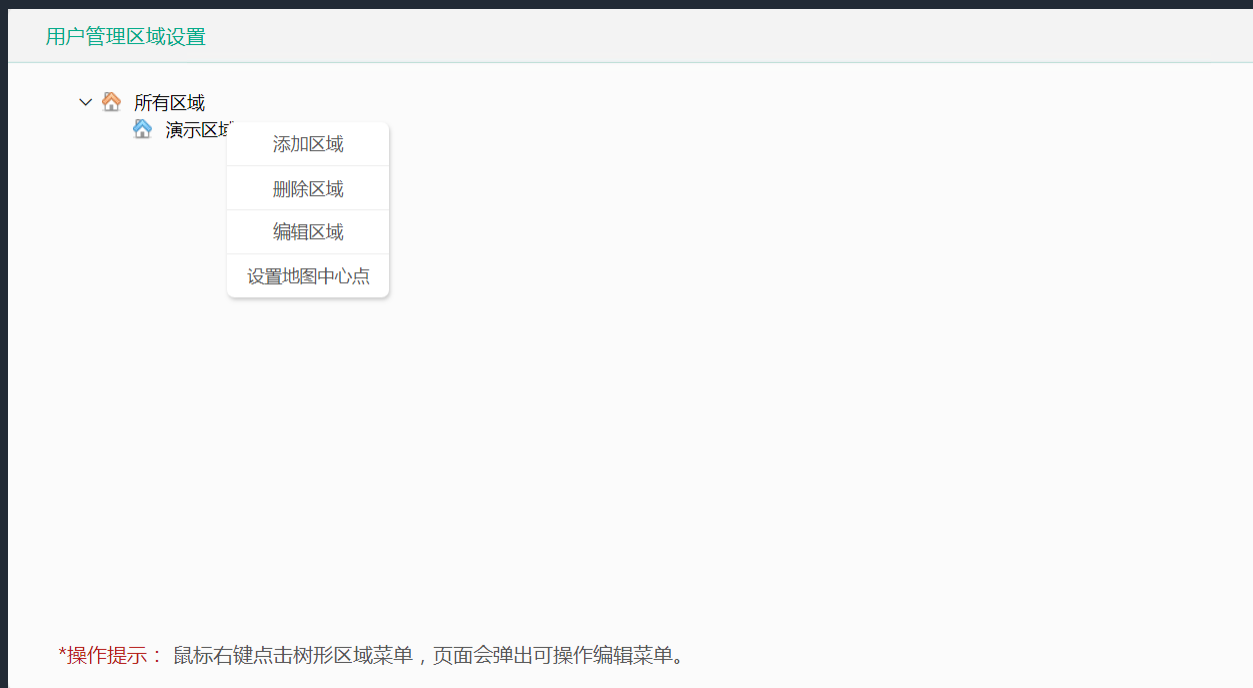 用户管理区域设置
所有区域
演示区域
添加区域
删除区域
编辑区域
设置地图中心点
*操作提示： 鼠标右键点击树形区域菜单，页面会弹出可操作编辑菜单。